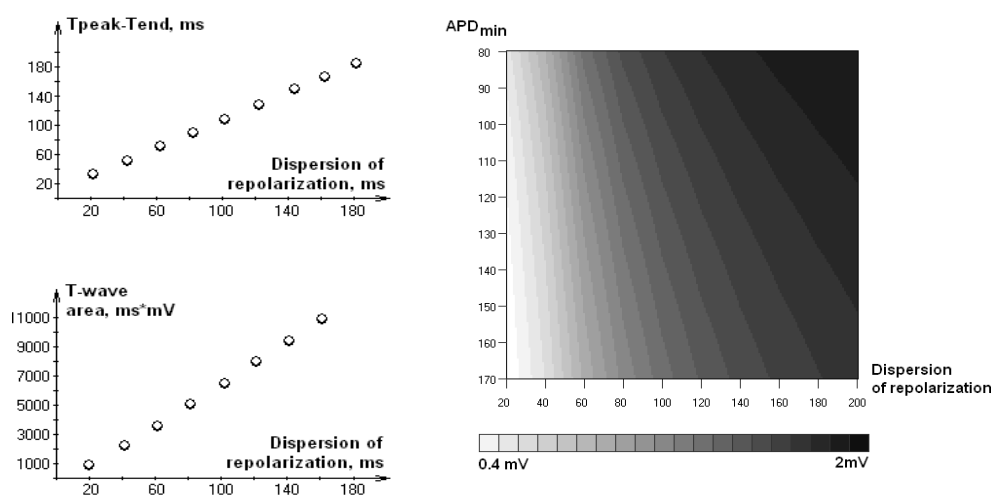 Tpeak-Tend, ms
180
140
100
60
20
Dispersion of
repolarization, ms
20 60 100 140 180
T-wave
area, ms*mV
11000
9000
7000
5000
3000
1000
Dispersion of
repolarization, ms
20 60 100 140 180
APDmin
80
90
100
110
120
130
140
150
160
170
20 40 60 80 100 120 140 160 180 200
Dispersion
of repolarization
0.4 mV 2mV